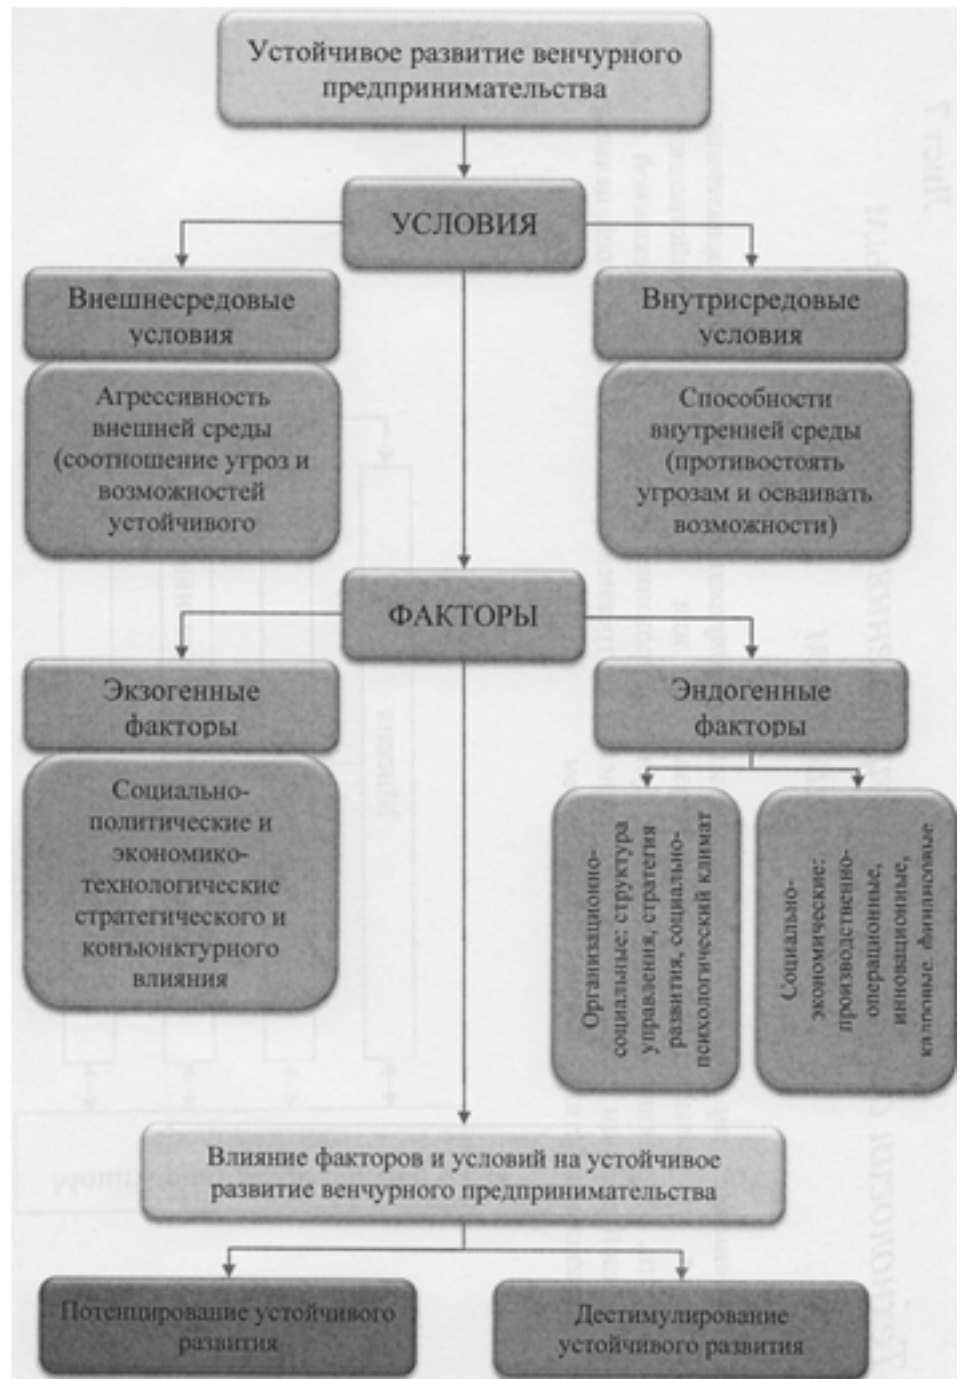 Устойчивое развитие венчурного
предпринимательства
УСЛОВИЯ
Внешнесредовые
условия
Внутрисредовые
условия
Агрессивность
внешней среды
(соотношение угроз и
возможностей
устойчивого
Способности
внутренней среды
(противостоять
угрозам и осваивать
возможности)
ФАКТОРЫ
Экзогенные
факторы
Эндогенные
факторы
Социально-
политические и
экономико-
технологические
стратегического и
конъюнктурного
влияния
Организационно-
социальные: структура
управления, стратегия
развития, социально-
психологический климат
Социально-
экономические:
производственно-
операционные,
инновационные,
кадровые, финансовые
Влияние факторов и условий на устойчивое
развитие венчурного предпринимательства
Потенцирование устойчивого
развития
Дестимулирование
устойчивого развития